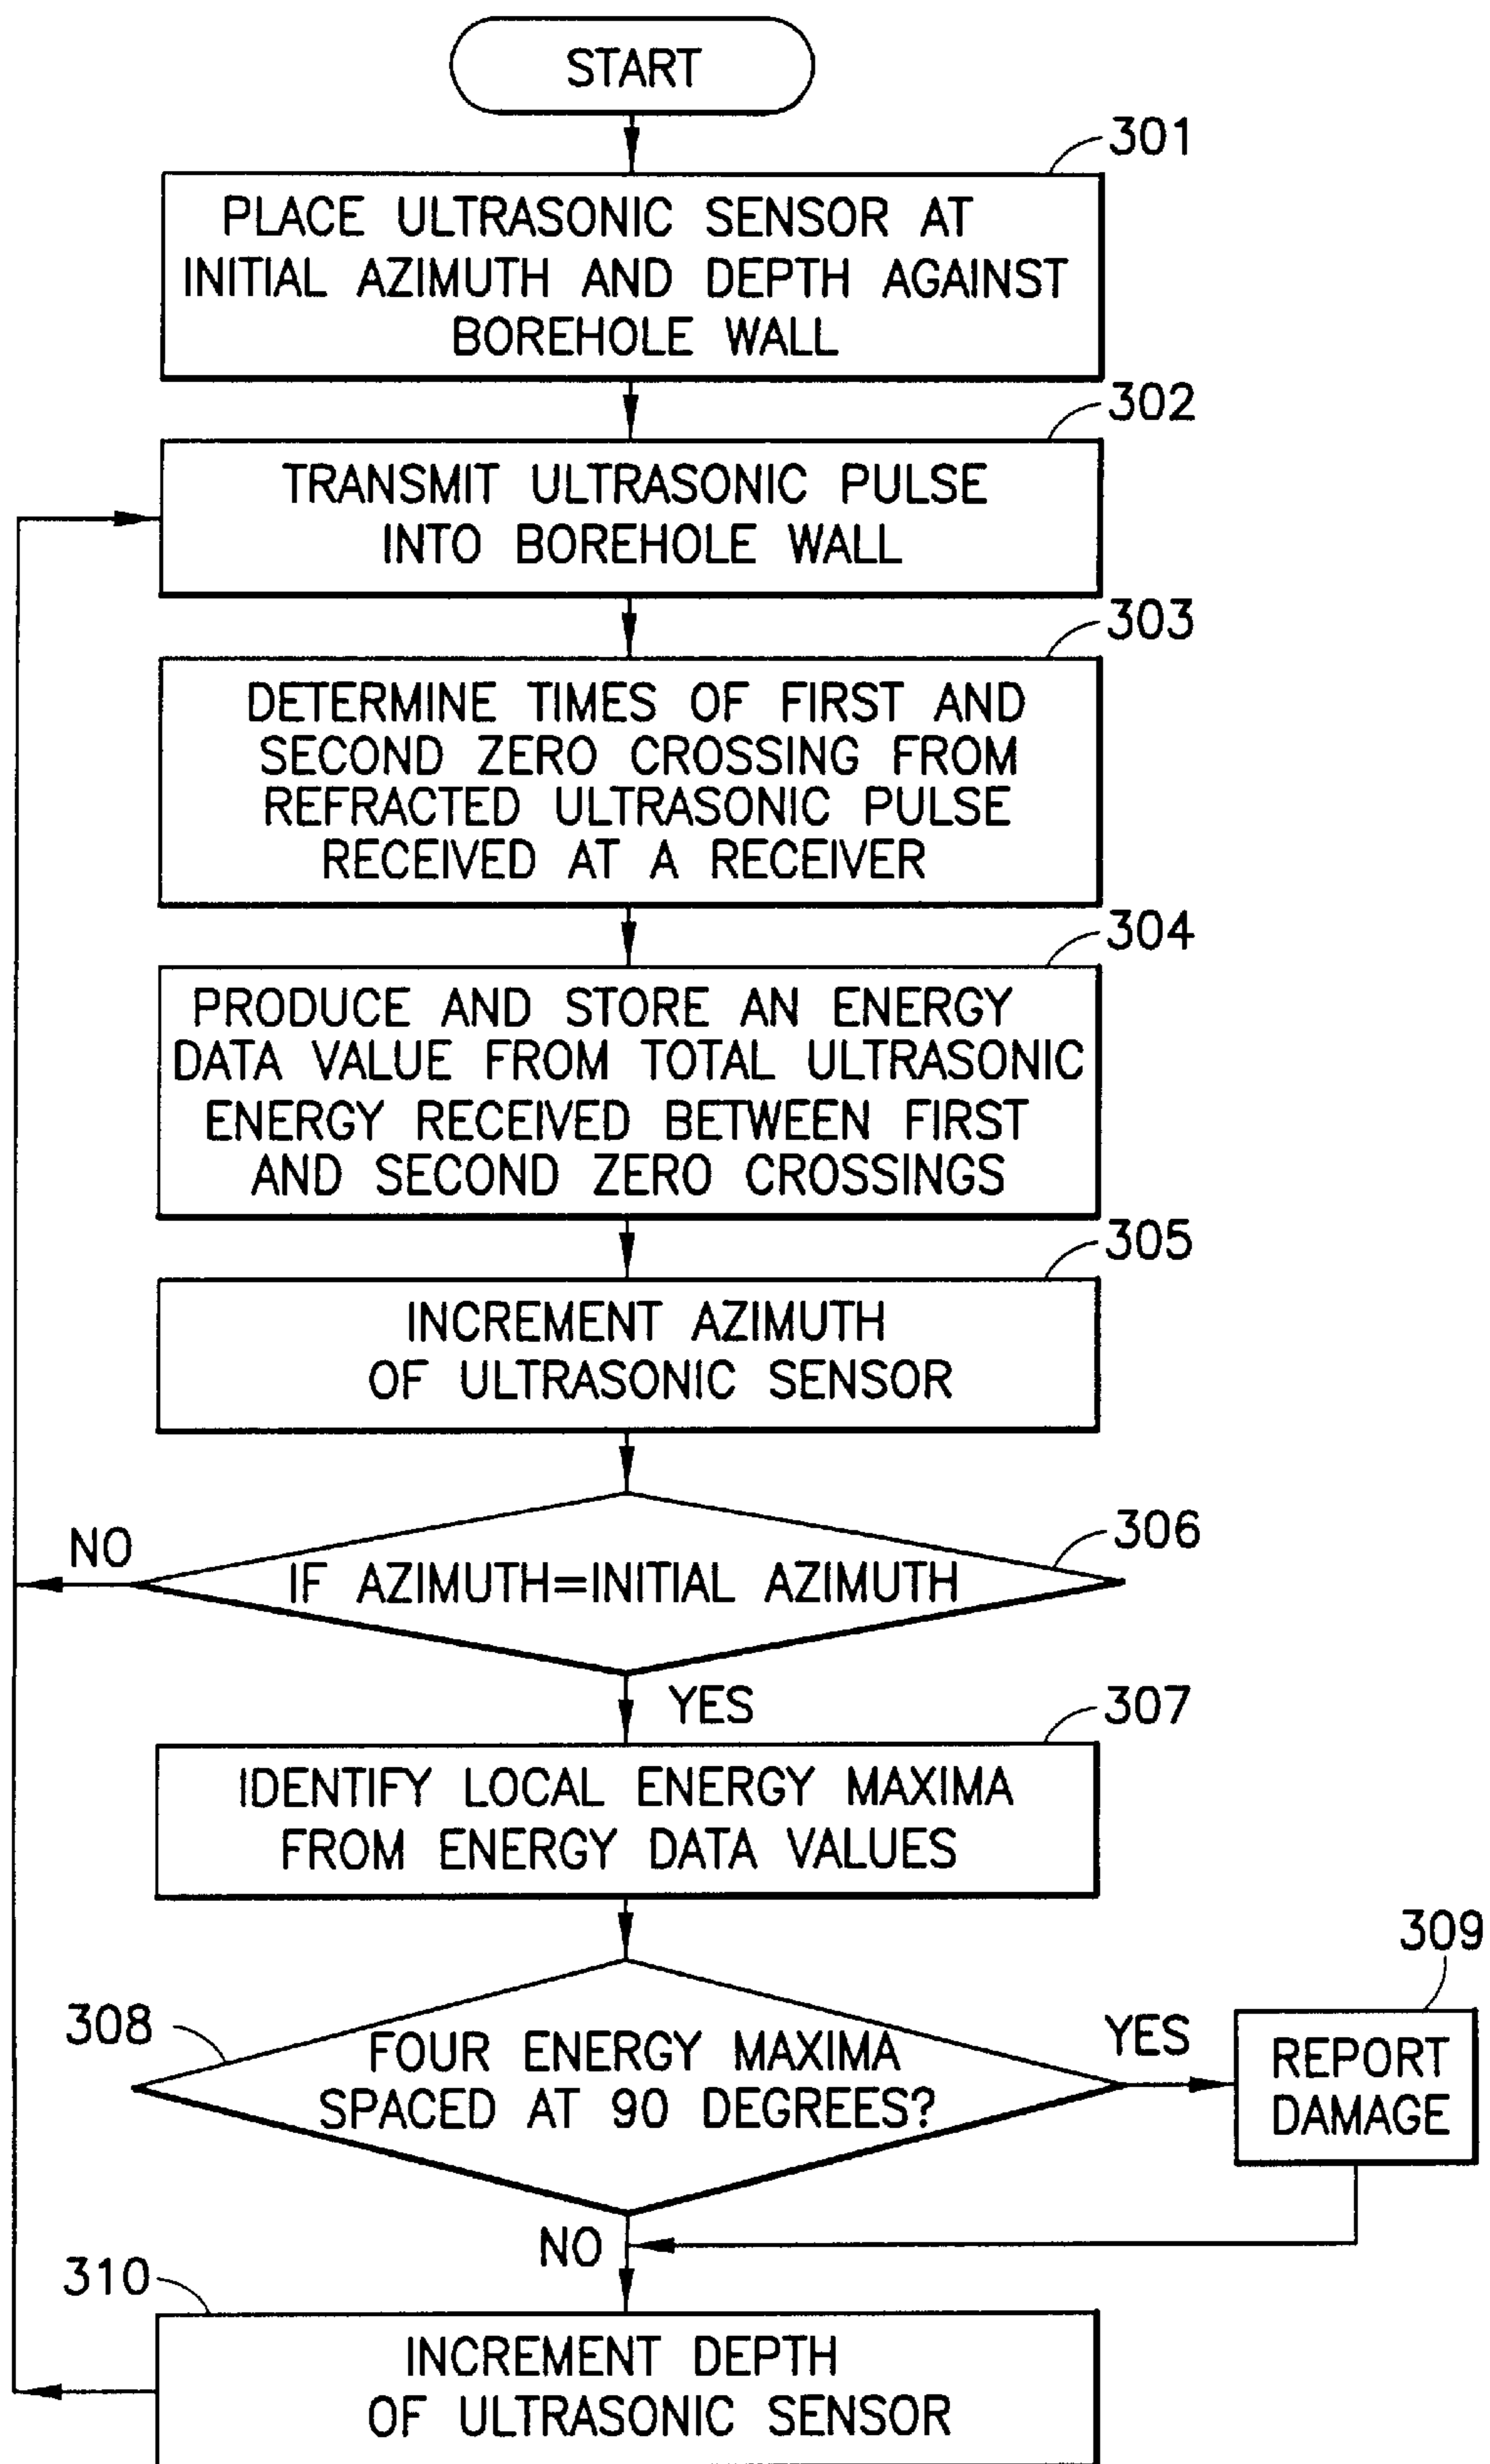 START
301
PLACE ULTRASONIC SENSOR AT
INITIAL AZIMUTH AND DEPTH AGAINST
BOREHOLE WALL
302
TRANSMIT ULTRASONIC PULSE
INTO BOREHOLE WALL
303
DETERMINE TIMES OF FIRST AND
SECOND ZERO CROSSING FROM
REFRACTED ULTRASONIC PULSE
RECEIVED AT A RECEIVER
304
PRODUCE AND STORE AN ENERGY
DATA VALUE FROM TOTAL ULTRASONIC
ENERGY RECEIVED BETWEEN FIRST
AND SECOND ZERO CROSSINGS
305
INCREMENT AZIMUTH
OF ULTRASONIC SENSOR
306
NO
IF AZIMUTH=INITIAL AZIMUTH
YES
307
IDENTIFY LOCAL ENERGY MAXIMA
FROM ENERGY DATA VALUES
308
FOUR ENERGY MAXIMA
SPACED AT 90 DEGREES?
YES
309
REPORT
DAMAGE
NO
310
INCREMENT DEPTH
OF ULTRASONIC SENSOR